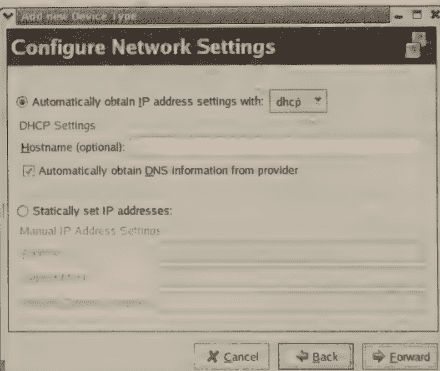 Add new Device Type
Configure Network Settings
Automatically obtain IP address settings with: dhcp
DHCP Settings
Hostname (optional):
Automatically obtain DNS information from provider
Statically set IP addresses:
Manual IP Address Settings
Cancel Back Forward